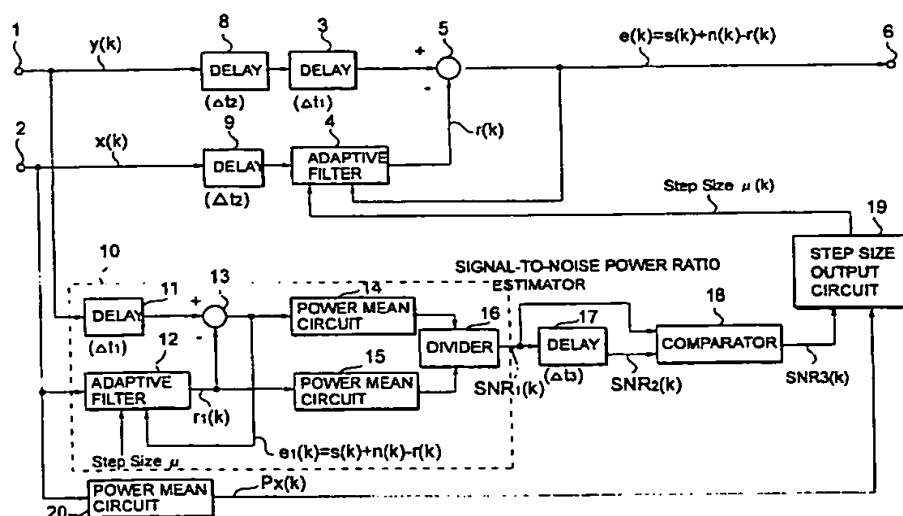 1
y(k)
8
DELAY
(Δt2)
3
DELAY
(Δt1)
+
5
-
e(k)=s(k)+n(k)-r(k)
6
2
x(k)
9
DELAY
(Δt2)
4
ADAPTIVE
FILTER
r(k)
Step Size μ(k)
19
STEP SIZE
OUTPUT
CIRCUIT
10
SIGNAL-TO-NOISE POWER RATIO
ESTIMATOR
11
DELAY
(Δt1)
+
13
-
14
POWER MEAN
CIRCUIT
16
DIVIDER
17
DELAY
(Δt3)
18
COMPARATOR
12
ADAPTIVE
FILTER
r1(k)
15
POWER MEAN
CIRCUIT
SNR1(k)
SNR2(k)
SNR3(k)
Step Size μ
e1(k)=s(k)+n(k)-r(k)
POWER MEAN
CIRCUIT
20
Px(k)